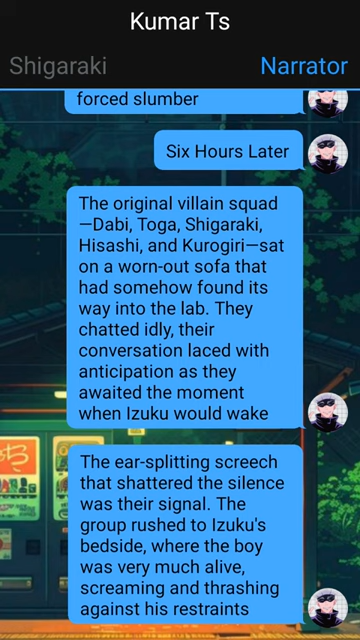 Kumar Ts
Shigaraki
Narrator
forced slumber
Six Hours Later
The original villain squad
—Dabi, Toga, Shigaraki,
Hisashi, and Kurogiri—sat
on a worn-out sofa that
had somehow found its
way into the lab. They
chatted idly, their
conversation laced with
anticipation as they
awaited the moment
when Izuku would wake
The ear-splitting screech
that shattered the silence
was their signal. The
group rushed to Izuku's
bedside, where the boy
was very much alive,
screaming and thrashing
against his restraints